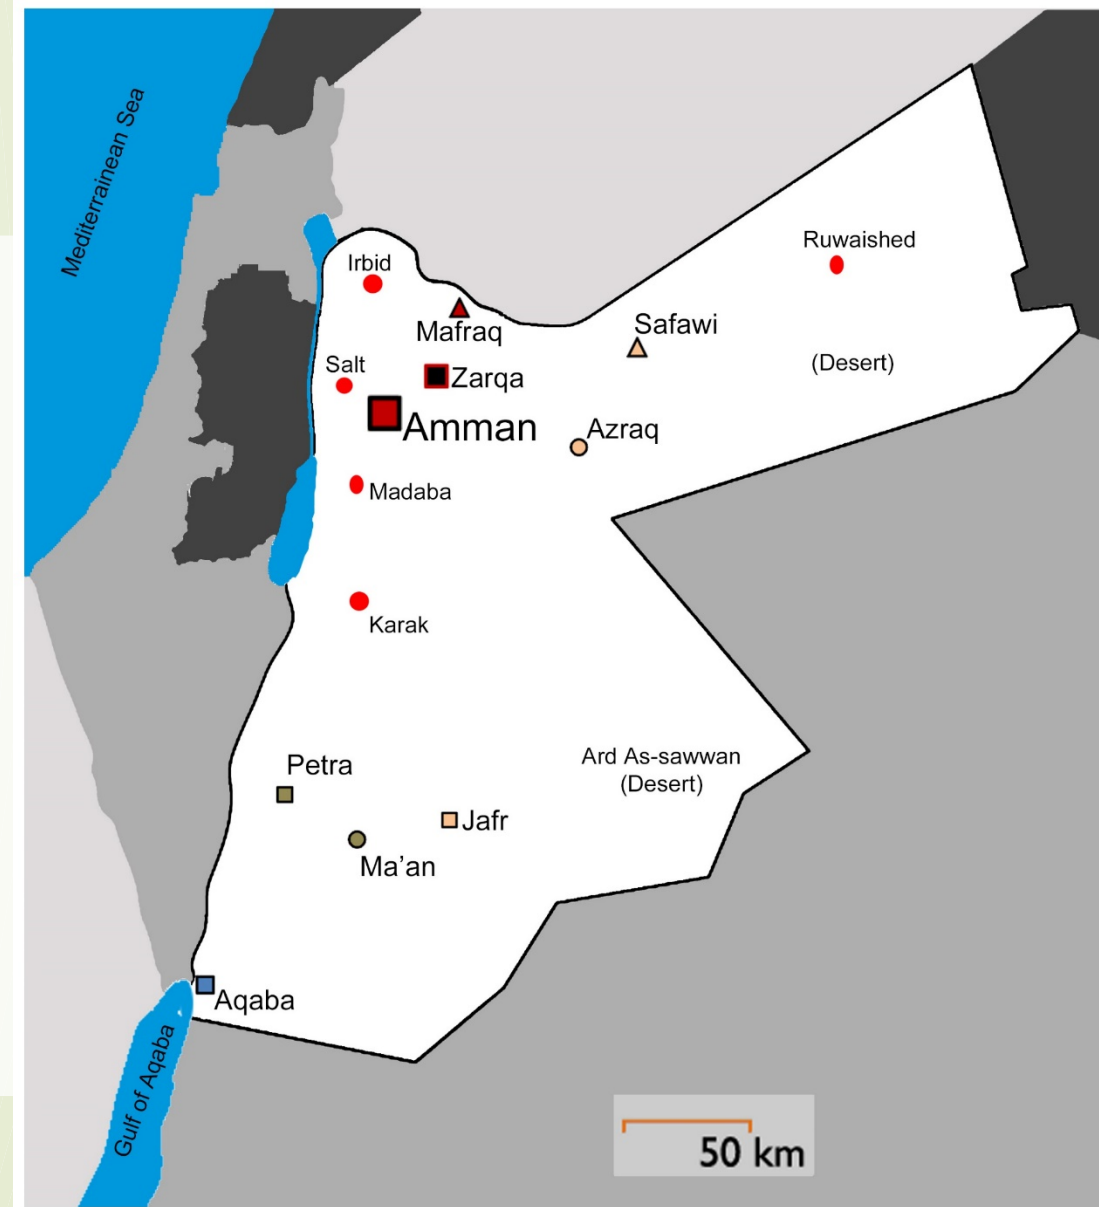 Mediterrainean Sea
Ruwaished
Irbid
Safawi
Mafraq
(Desert)
Salt
Zarqa
Amman
Azraq
Madaba
Karak
Petra
Ard As-sawwan
(Desert)
Jafr
Ma’an
Aqaba
Gulf of Aqaba
50 km